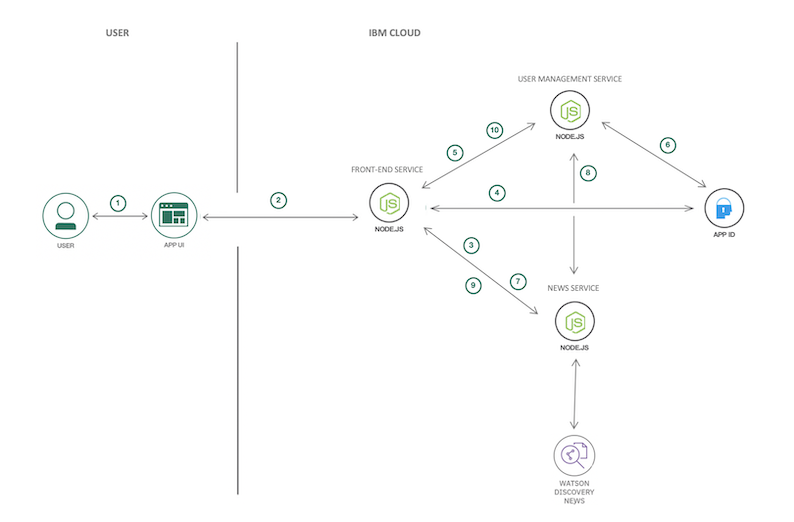 USER
IBM CLOUD
USER MANAGEMENT SERVICE
JS
NODE.JS
10
5
6
FRONT-END SERVICE
8
4
JS
NODE.JS
1
2
USER
APP UI
APP ID
3
7
9
NEWS SERVICE
JS
NODE.JS
WATSON
DISCOVERY
NEWS